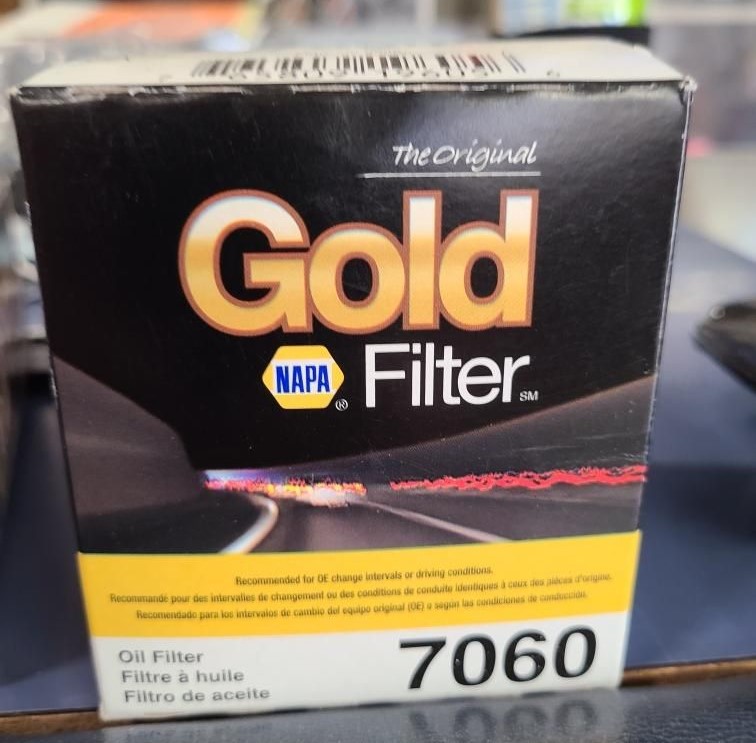 The Original
Gold
NAPA® Filter SM
Recommended for OE change intervals or driving conditions.
Recommandé pour des intervalles de changement ou des conditions de conduite identiques à ceux des pièces d'origine.
Recomendado para los intervalos de cambio del equipo original (OE) o según las condiciones de conducción.
Oil Filter
Filtre à huile
Filtro de aceite
7060